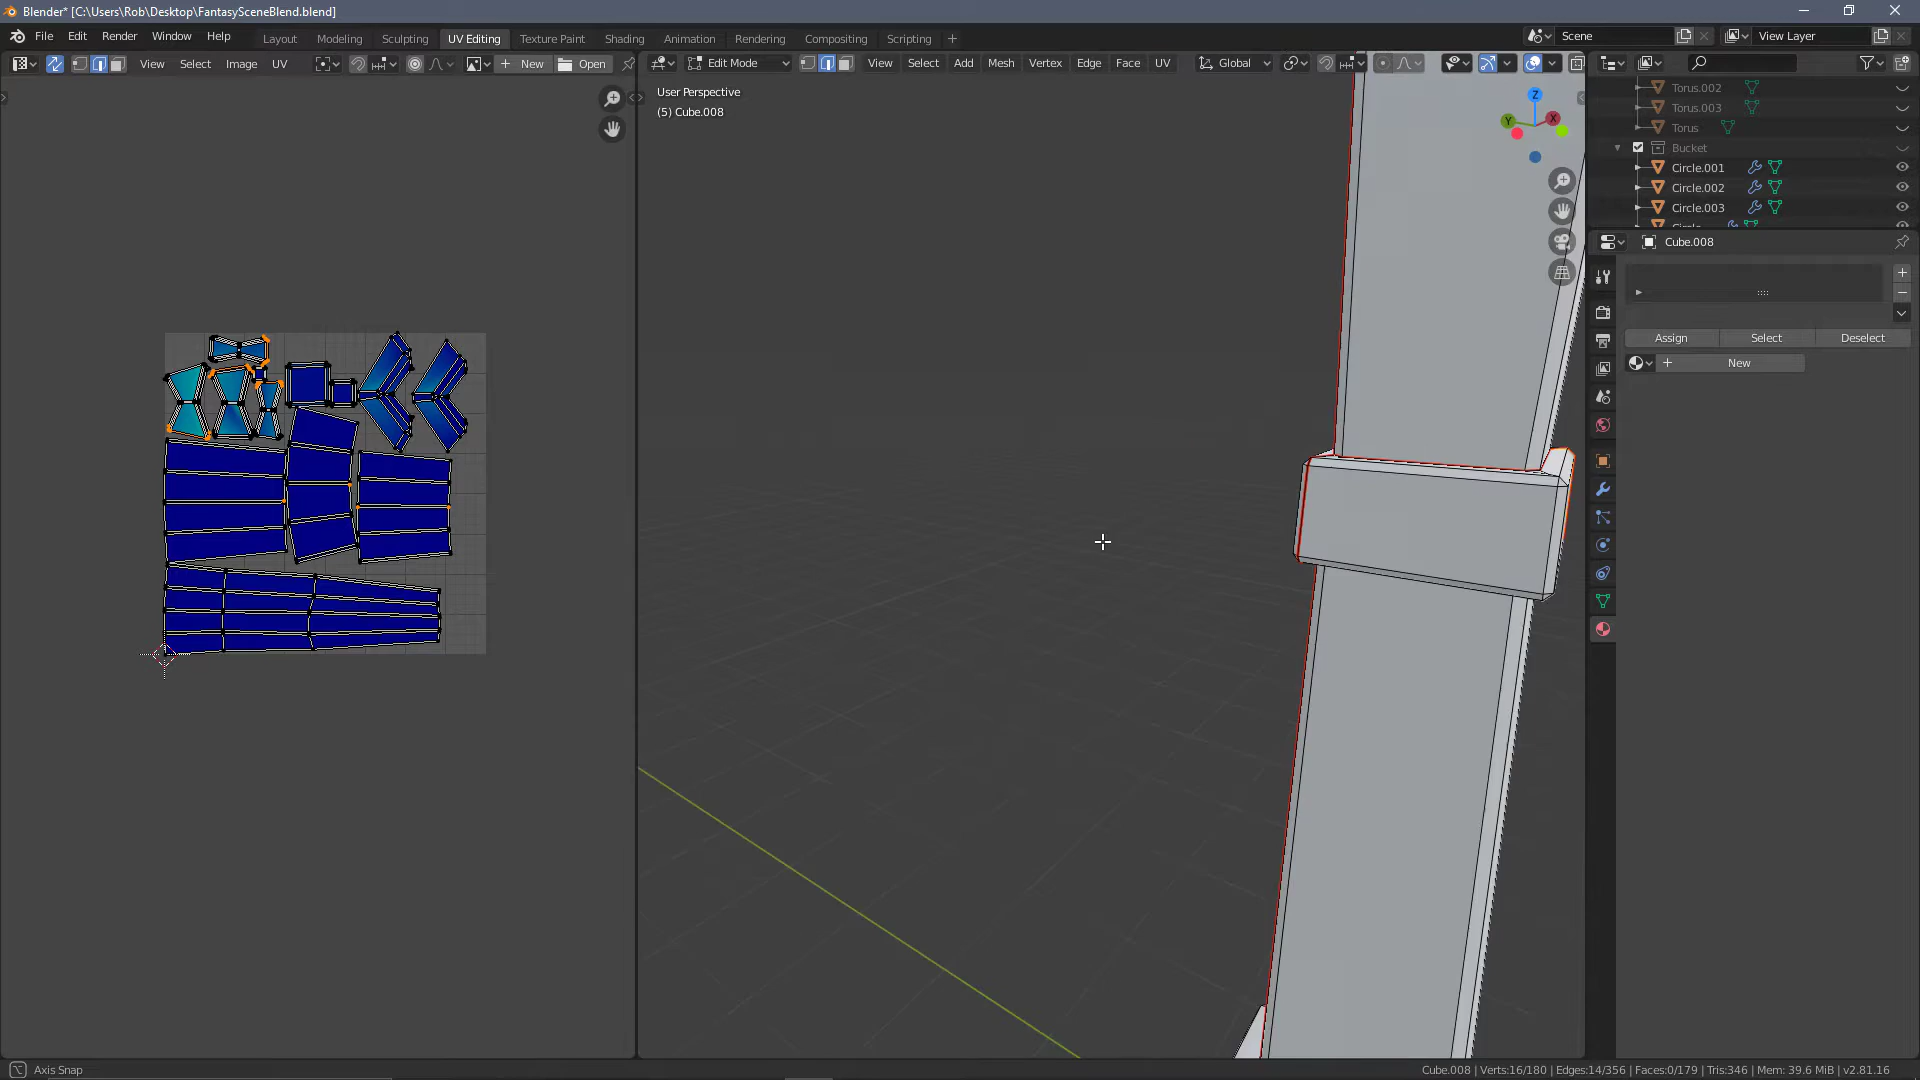 Blender* [C:\Users\Rob\Desktop\FantasySceneBlend.blend]
File Edit Render Window Help Layout Modeling Sculpting UV Editing Texture Paint Shading Animation Rendering Compositing Scripting Scene View Layer
View Select Image UV New Open Edit Mode View Select Add Mesh Vertex Edge Face UV Global
User Perspective
(5) Cube.008
Z
Y
X
Torus.002
Torus.003
Torus
Bucket
Circle.001
Circle.002
Circle.003
Circle
Cube.008
Assign Select Deselect
New
Axis Snap
Cube.008 | Verts:16/180 | Edges:14/356 | Faces:0/179 | Tris:346 | Mem: 39.6 MiB | v2.81.16